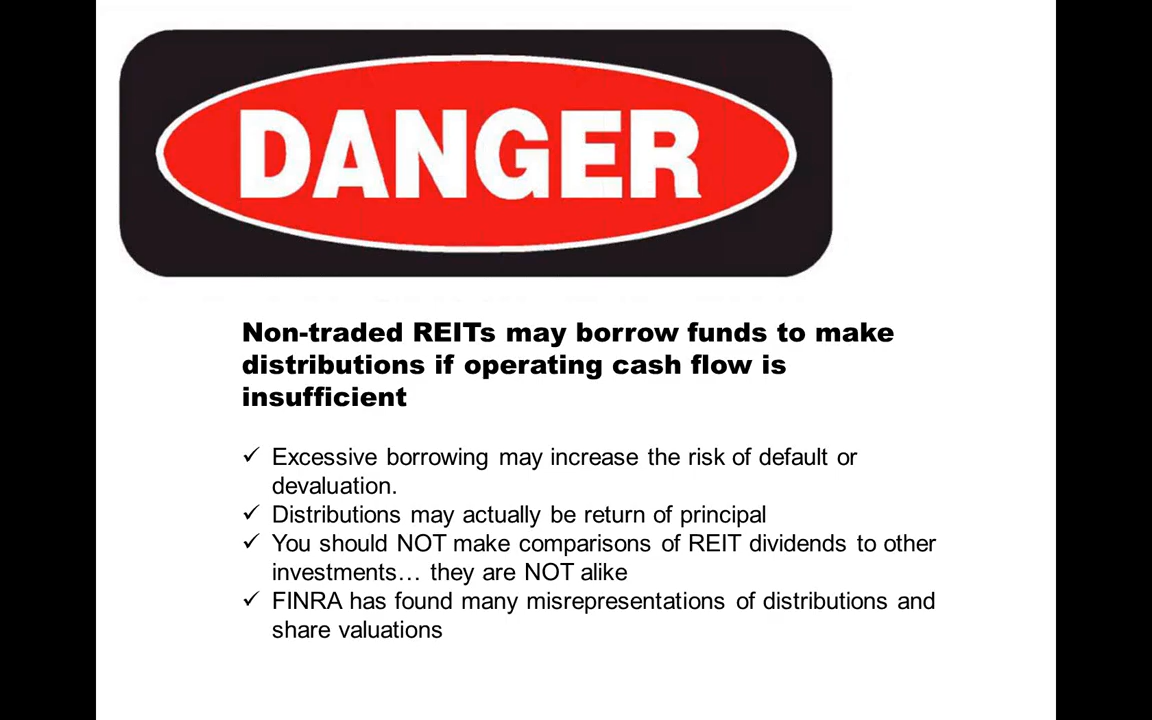 DANGER
Non-traded REITs may borrow funds to make
distributions if operating cash flow is
insufficient
✓ Excessive borrowing may increase the risk of default or
devaluation.
✓ Distributions may actually be return of principal
✓ You should NOT make comparisons of REIT dividends to other
investments… they are NOT alike
✓ FINRA has found many misrepresentations of distributions and
share valuations